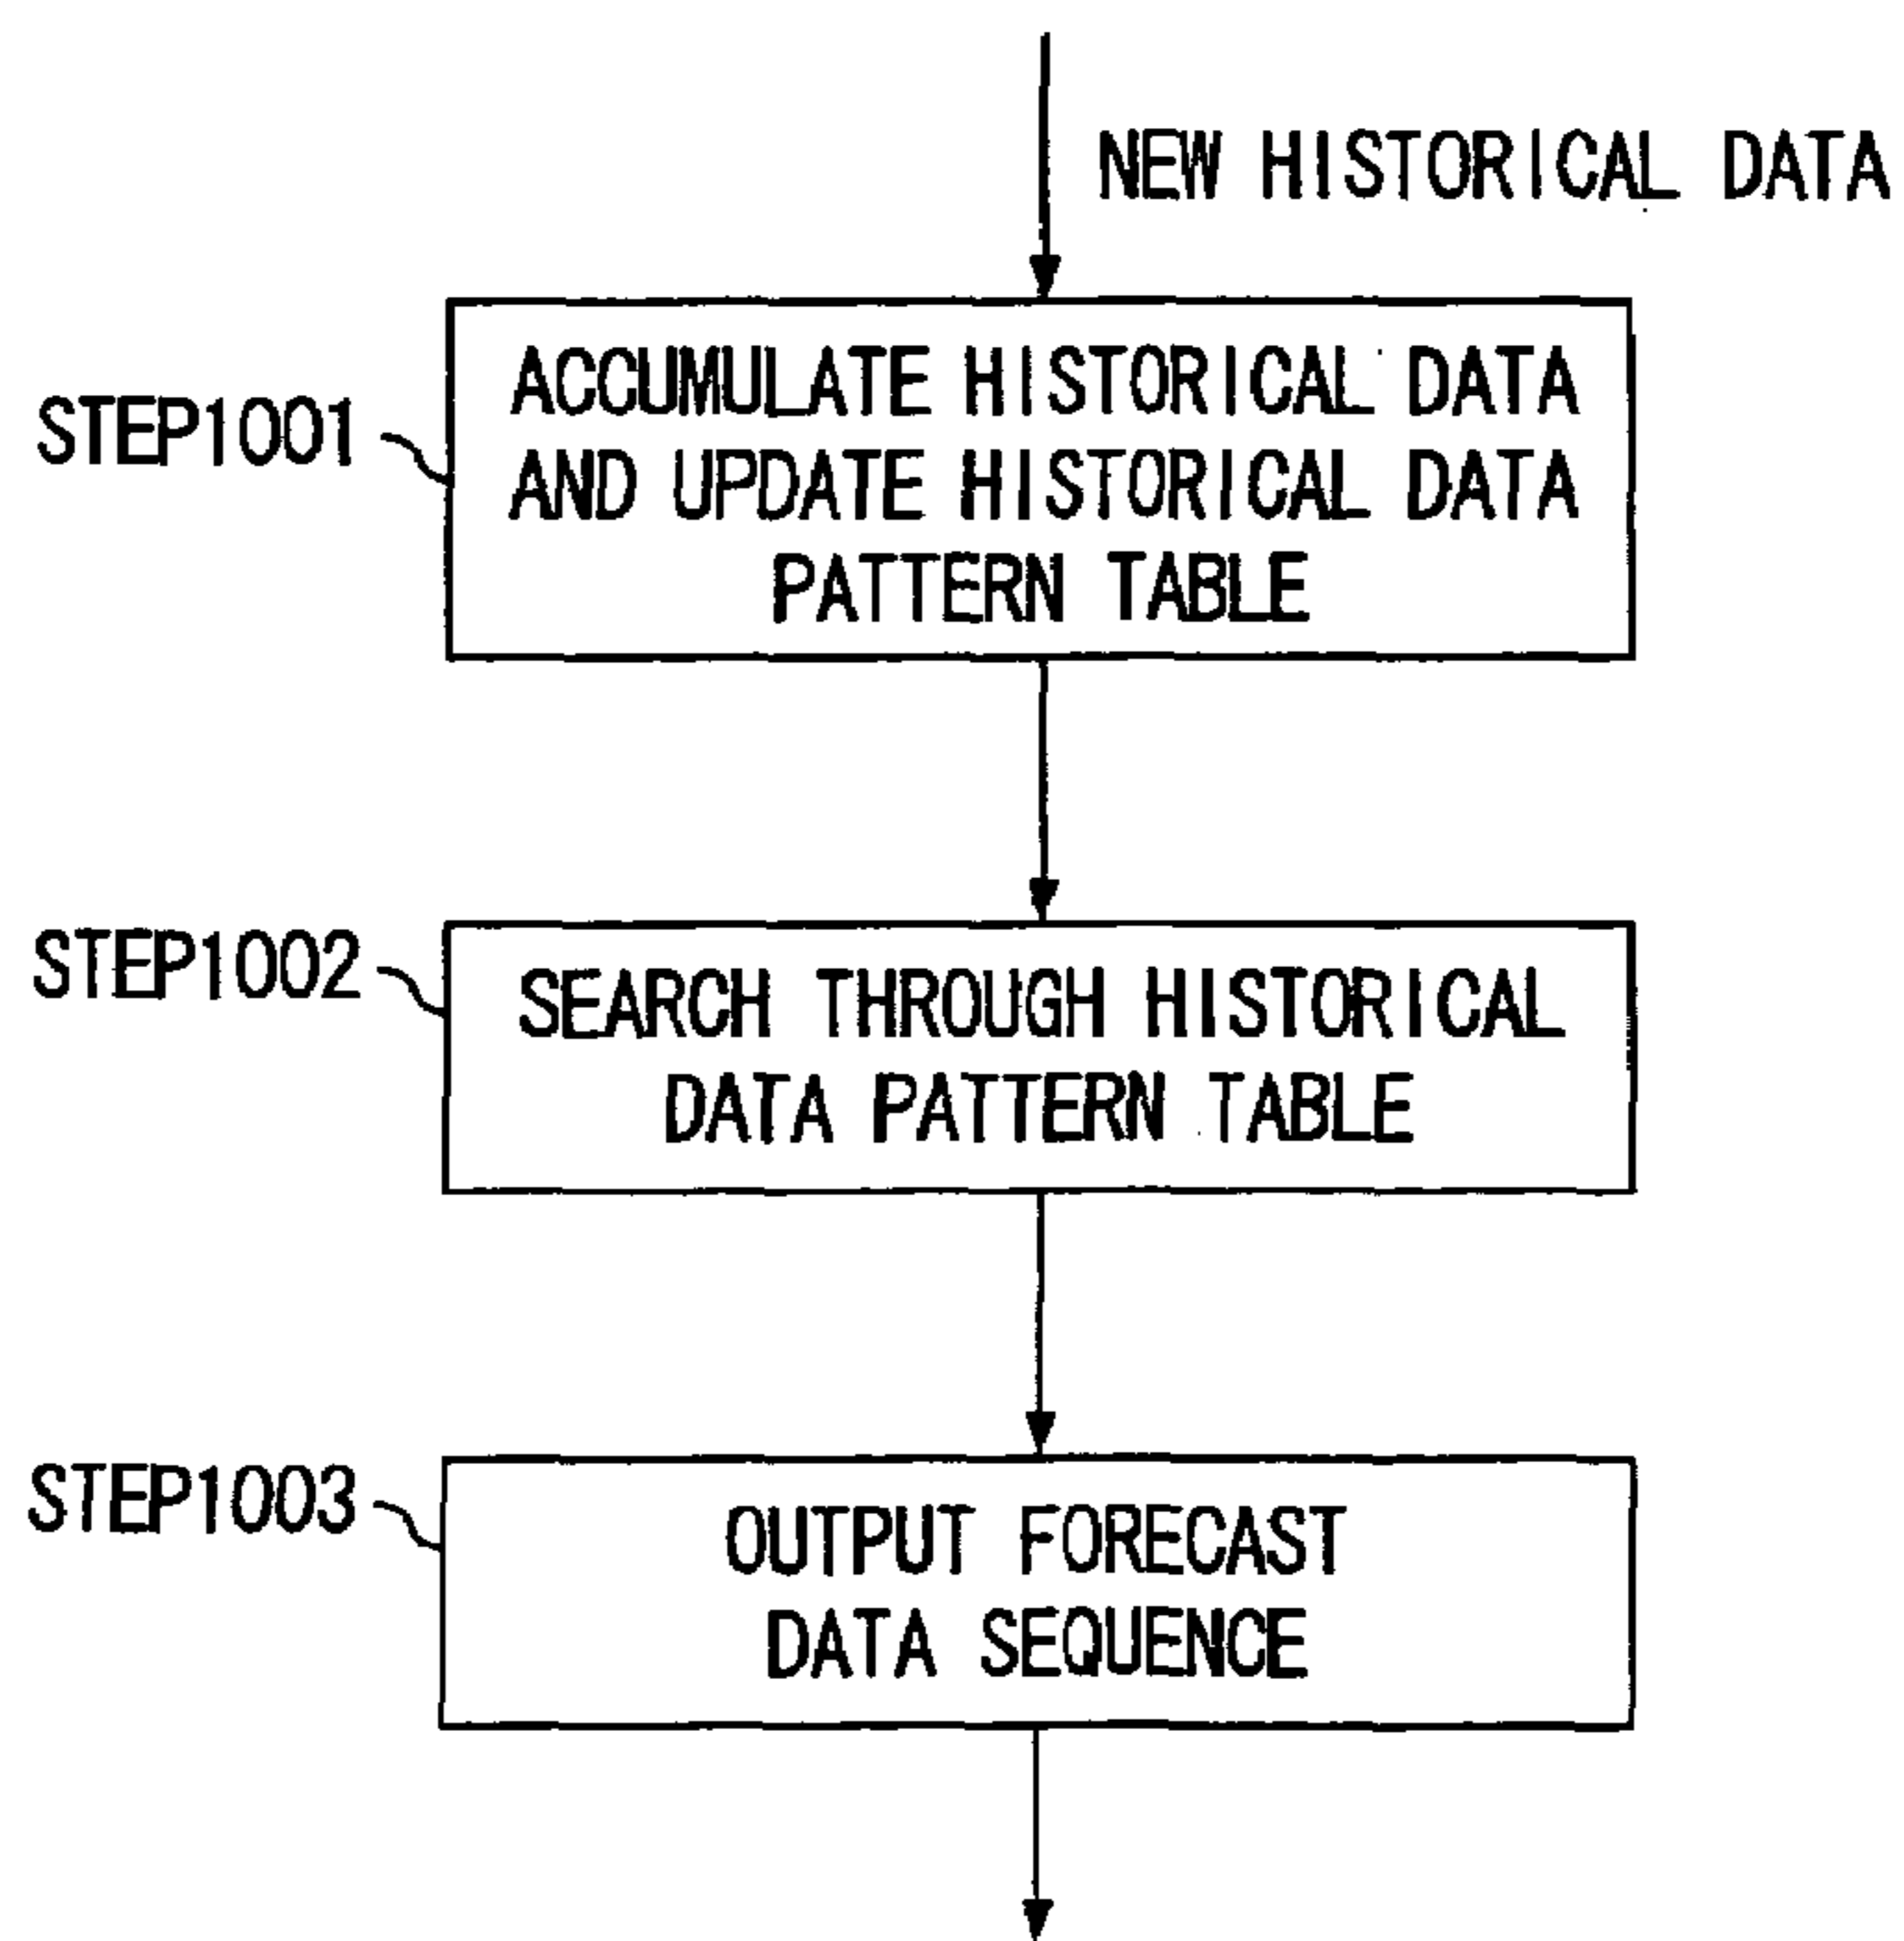 NEW HISTORICAL DATA
STEP1001
ACCUMULATE HISTORICAL DATA
AND UPDATE HISTORICAL DATA
PATTERN TABLE
STEP1002
SEARCH THROUGH HISTORICAL
DATA PATTERN TABLE
STEP1003
OUTPUT FORECAST
DATA SEQUENCE